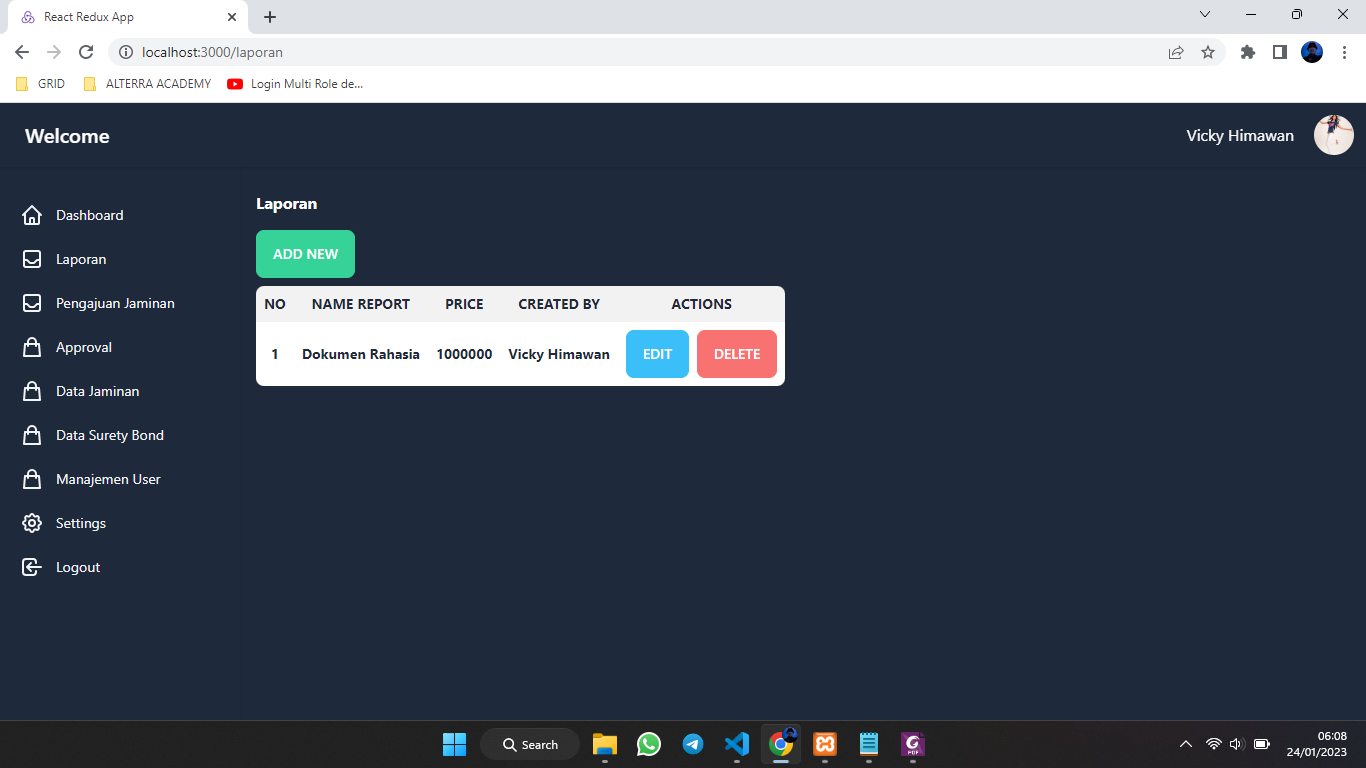 React Redux App
localhost:3000/laporan
GRID
ALTERRA ACADEMY
Login Multi Role de...
Welcome
Vicky Himawan
Dashboard
Laporan
Pengajuan Jaminan
Approval
Data Jaminan
Data Surety Bond
Manajemen User
Settings
Logout
Laporan
ADD NEW
NO NAME REPORT PRICE CREATED BY ACTIONS
1 Dokumen Rahasia 1000000 Vicky Himawan EDIT DELETE
Search
PDF
06:08
24/01/2023